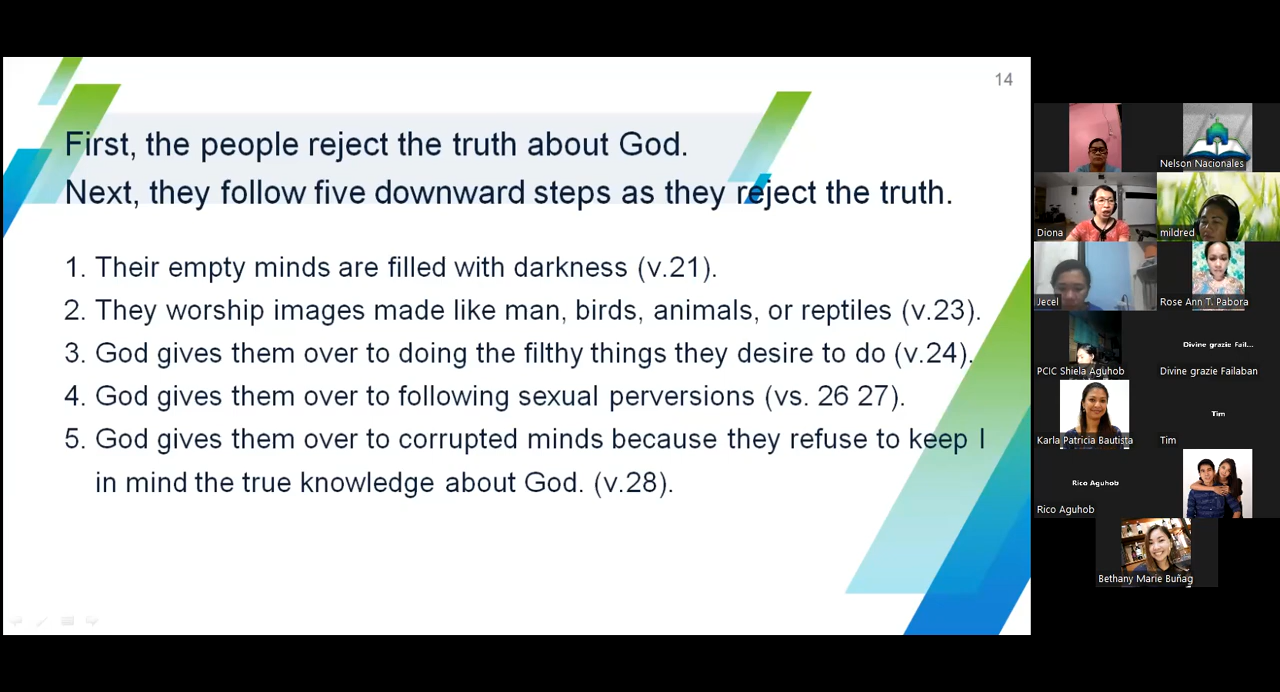 14
First, the people reject the truth about God.
Next, they follow five downward steps as they reject the truth.
1. Their empty minds are filled with darkness (v.21).
2. They worship images made like man, birds, animals, or reptiles (v.23).
3. God gives them over to doing the filthy things they desire to do (v.24).
4. God gives them over to following sexual perversions (vs. 26 27).
5. God gives them over to corrupted minds because they refuse to keep I
in mind the true knowledge about God. (v.28).
Nelson Nacionales
Diona
mildred
Jecel
Rose Ann T. Pabora
PCIC Shiela Aguhob
Divine grazie Fail...
Divine grazie Failaban
Karla Patricia Bautista
Tim
Tim
Rico Aguhob
Rico Aguhob
Bethany Marie Buñag